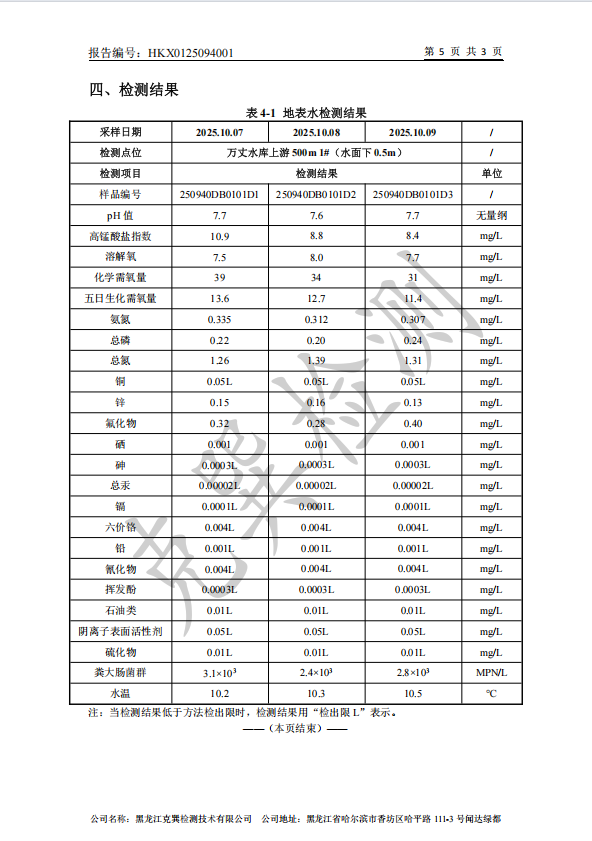 报告编号：HKX0125094001 第 5 页 共 3 页
四、检测结果
表 4-1 地表水检测结果
采样日期 2025.10.07 2025.10.08 2025.10.09 /
检测点位 万丈水库上游 500m 1#（水面下 0.5m） /
检测项目 检测结果 单位
样品编号 250940DB0101D1 250940DB0101D2 250940DB0101D3 /
pH 值 7.7 7.6 7.7 无量纲
高锰酸盐指数 10.9 8.8 8.4 mg/L
溶解氧 7.5 8.0 7.7 mg/L
化学需氧量 39 34 31 mg/L
五日生化需氧量 13.6 12.7 11.4 mg/L
氨氮 0.335 0.312 0.307 mg/L
总磷 0.22 0.20 0.24 mg/L
总氮 1.26 1.39 1.31 mg/L
铜 0.05L 0.05L 0.05L mg/L
锌 0.15 0.16 0.13 mg/L
氟化物 0.32 0.28 0.40 mg/L
硒 0.001 0.001 0.001 mg/L
砷 0.0003L 0.0003L 0.0003L mg/L
总汞 0.00002L 0.00002L 0.00002L mg/L
镉 0.0001L 0.0001L 0.0001L mg/L
六价铬 0.004L 0.004L 0.004L mg/L
铅 0.001L 0.001L 0.001L mg/L
氰化物 0.004L 0.004L 0.004L mg/L
挥发酚 0.0003L 0.0003L 0.0003L mg/L
石油类 0.01L 0.01L 0.01L mg/L
阴离子表面活性剂 0.05L 0.05L 0.05L mg/L
硫化物 0.01L 0.01L 0.01L mg/L
粪大肠菌群 3.1×10³ 2.4×10³ 2.8×10³ MPN/L
水温 10.2 10.3 10.5 ℃
注：当检测结果低于方法检出限时，检测结果用“检出限 L”表示。
——（本页结束）——
克巽检测
公司名称：黑龙江克巽检测技术有限公司 公司地址：黑龙江省哈尔滨市香坊区哈平路 111-3 号闻达绿都